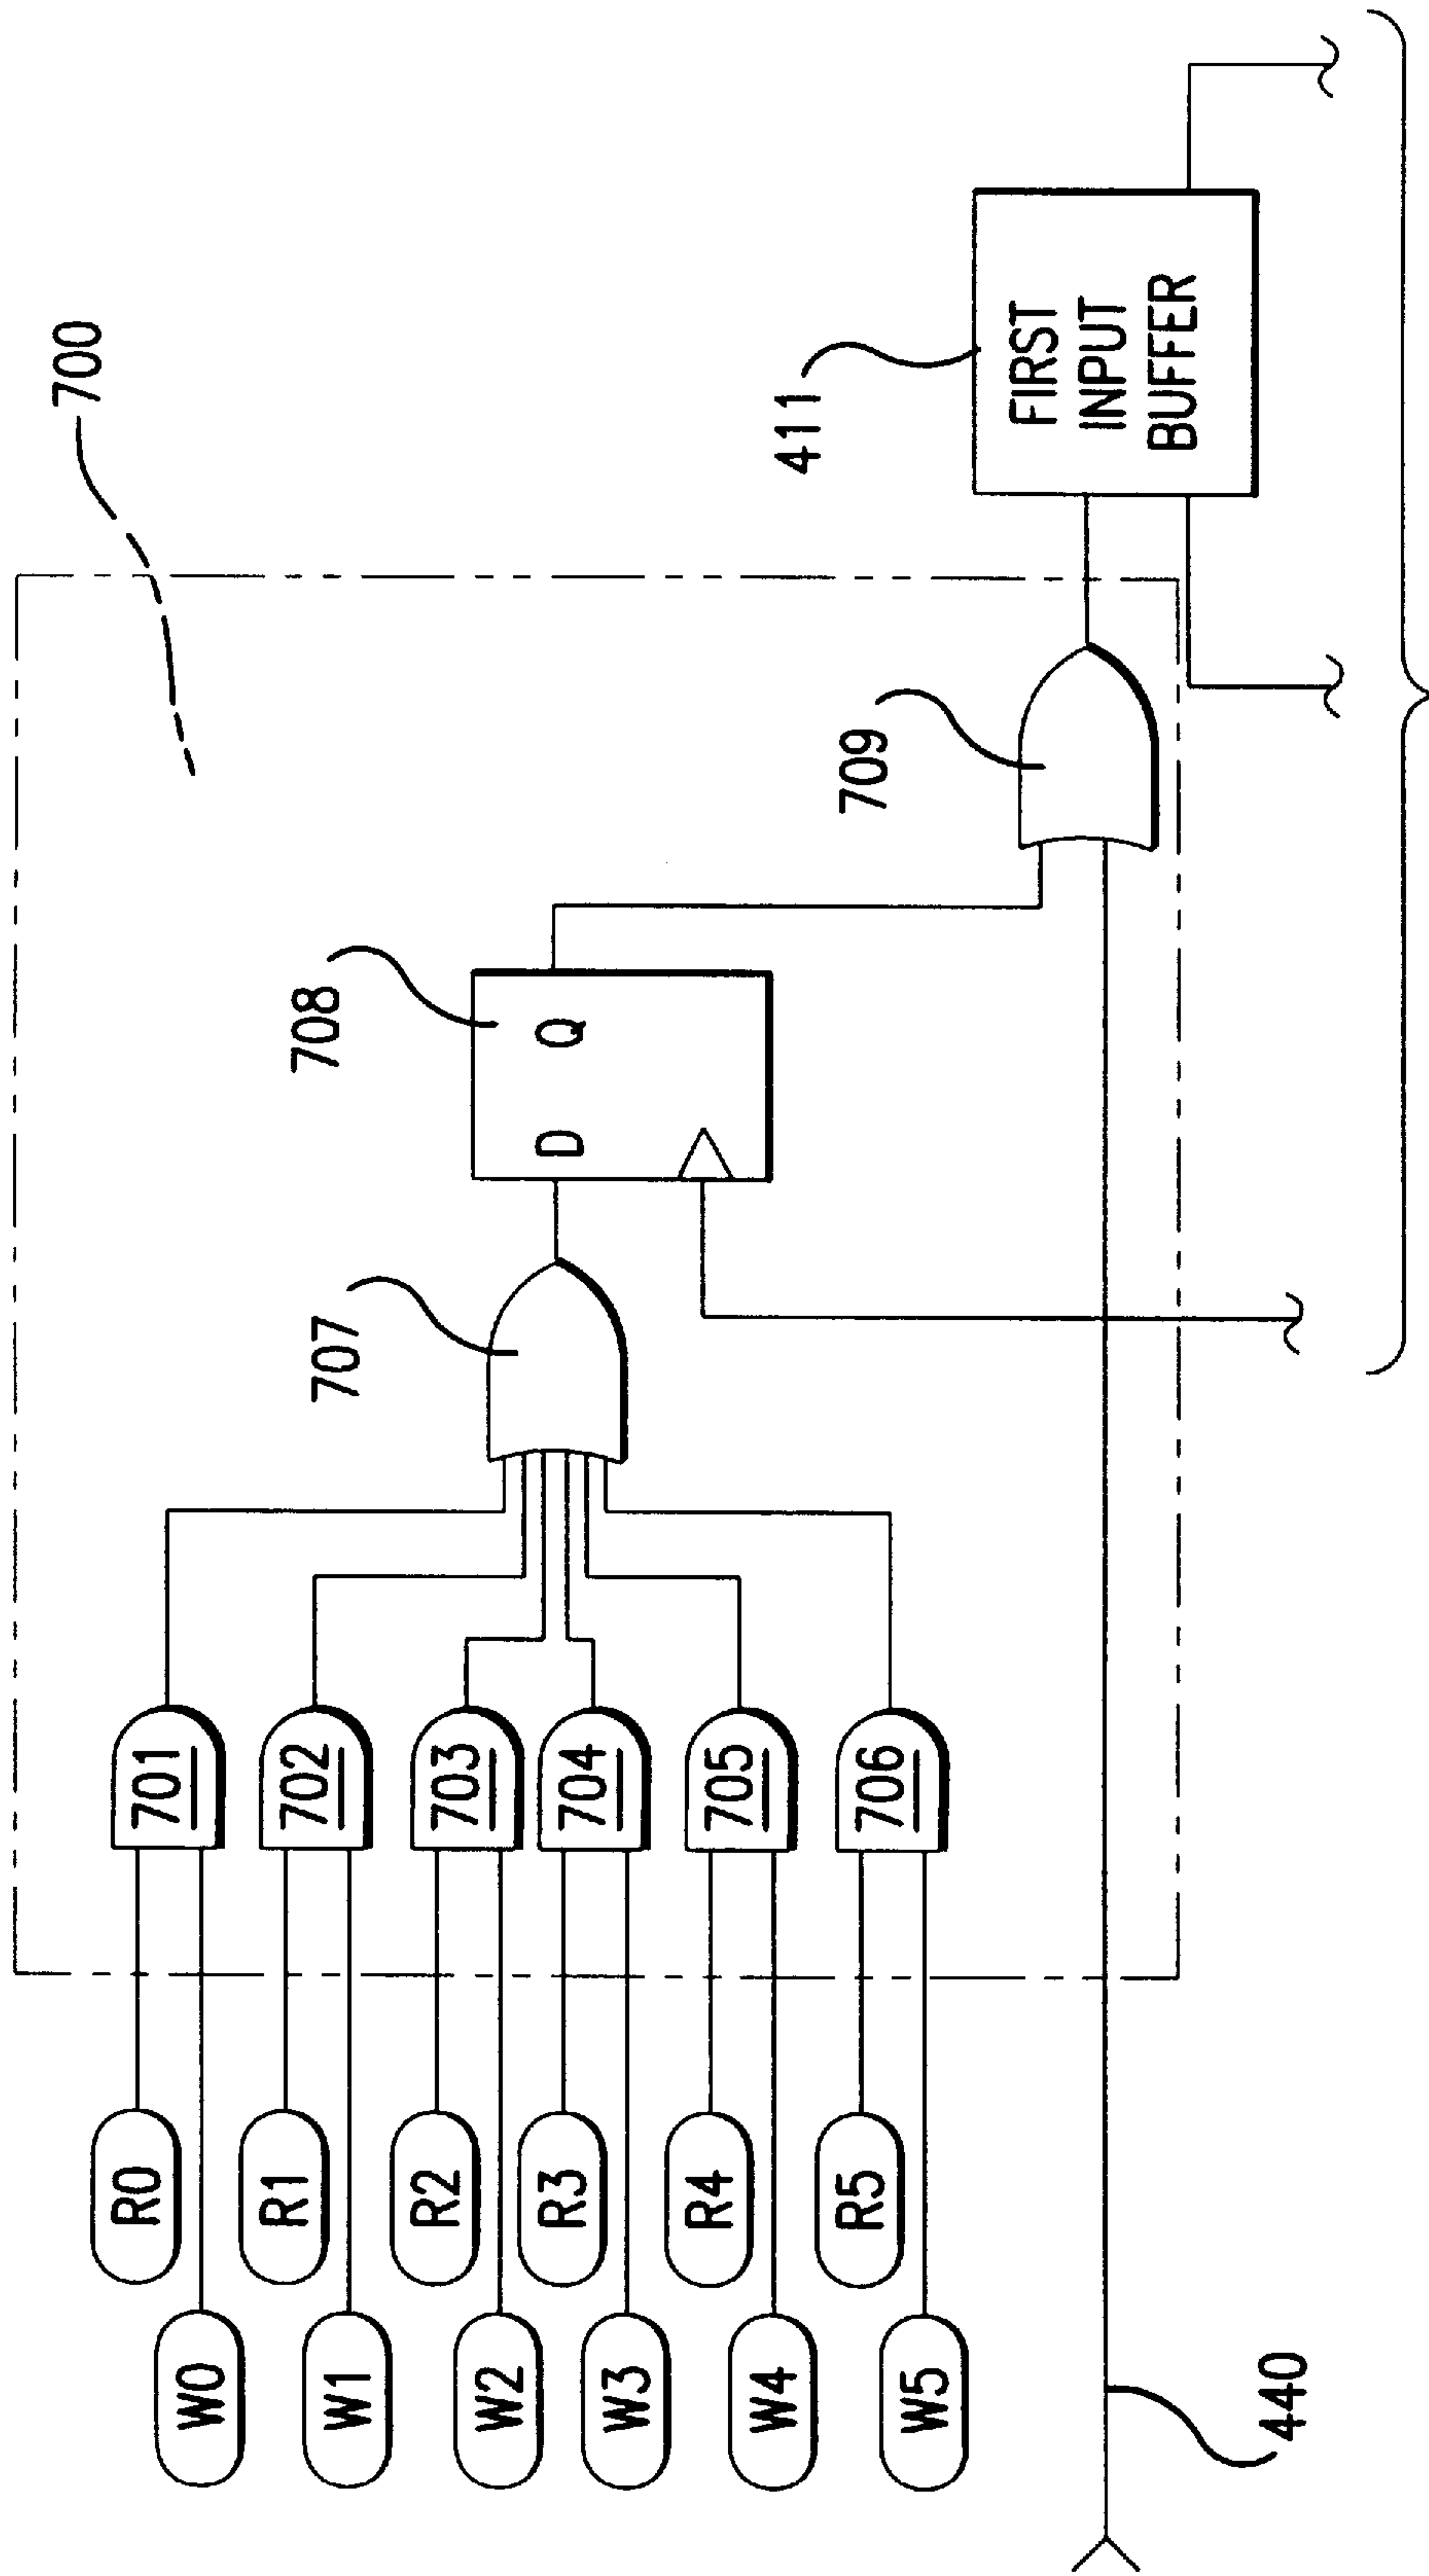 700
R0
W0
701
R1
W1
702
R2
W2
703
R3
W3
704
R4
W4
705
R5
W5
706
707
708
D Q
709
411
FIRST
INPUT
BUFFER
440